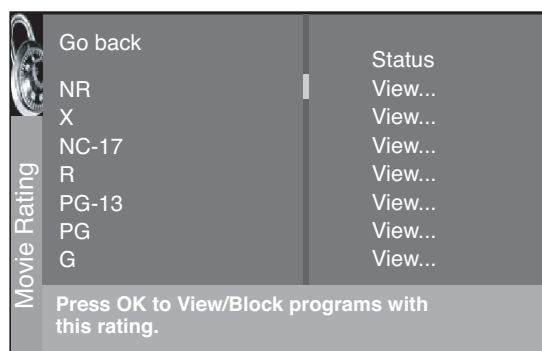 Go back
Status
NR View...
X View...
NC-17 View...
R View...
PG-13 View...
PG View...
G View...
Movie Rating
Press OK to View/Block programs with
this rating.